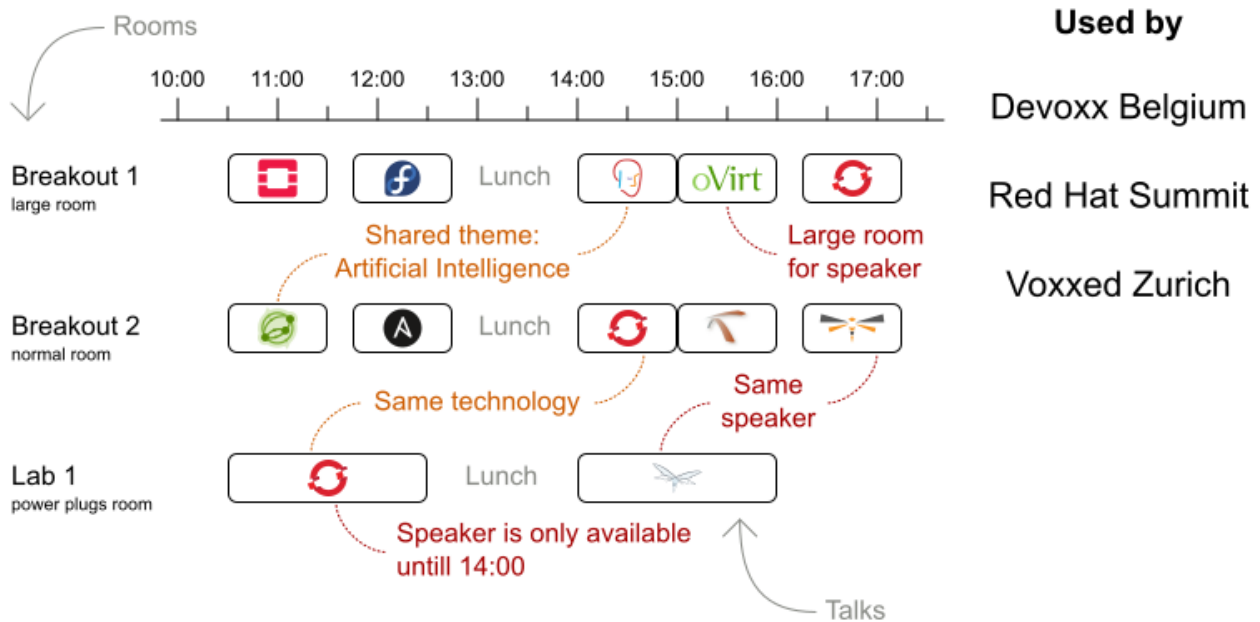 Rooms
Used by
10:00 11:00 12:00 13:00 14:00 15:00 16:00 17:00
Devoxx Belgium
Breakout 1
large room
Lunch
oVirt
Red Hat Summit
Shared theme:
Artificial Intelligence
Large room
for speaker
Voxxed Zurich
Breakout 2
normal room
Lunch
Same technology
Same
speaker
Lab 1
power plugs room
Lunch
Speaker is only available
untill 14:00
Talks